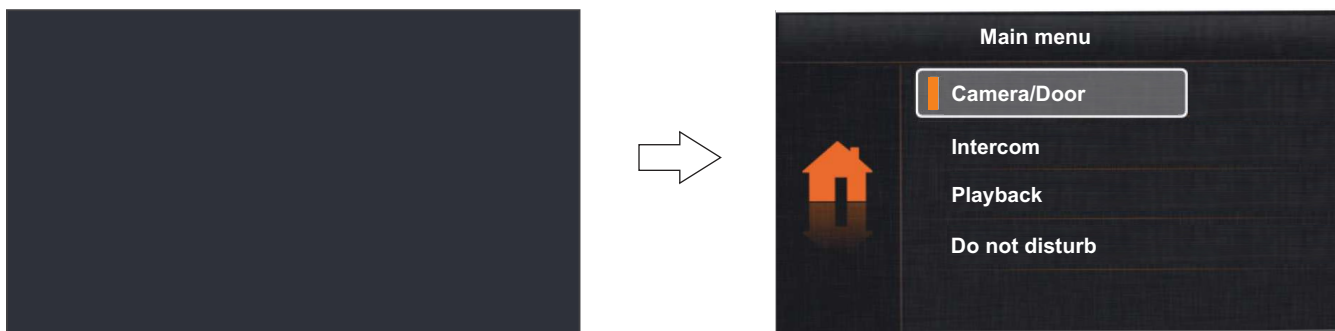 Main menu
Camera/Door
Intercom
Playback
Do not disturb